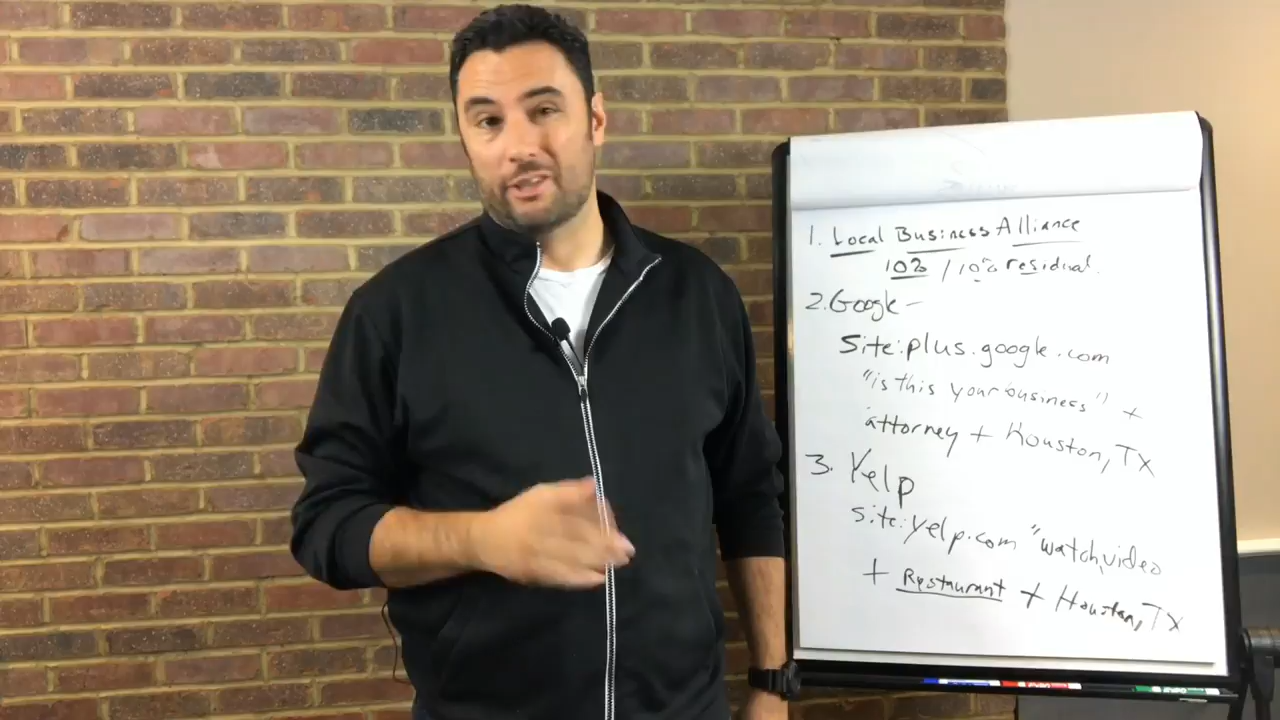 1. Local Business Alliance
10% / 10% residual.
2. Google -
Site:plus.google.com
"is this your business" +
attorney + Houston, TX
3. Yelp
site:yelp.com "watch video
+ Restaurant + Houston, TX